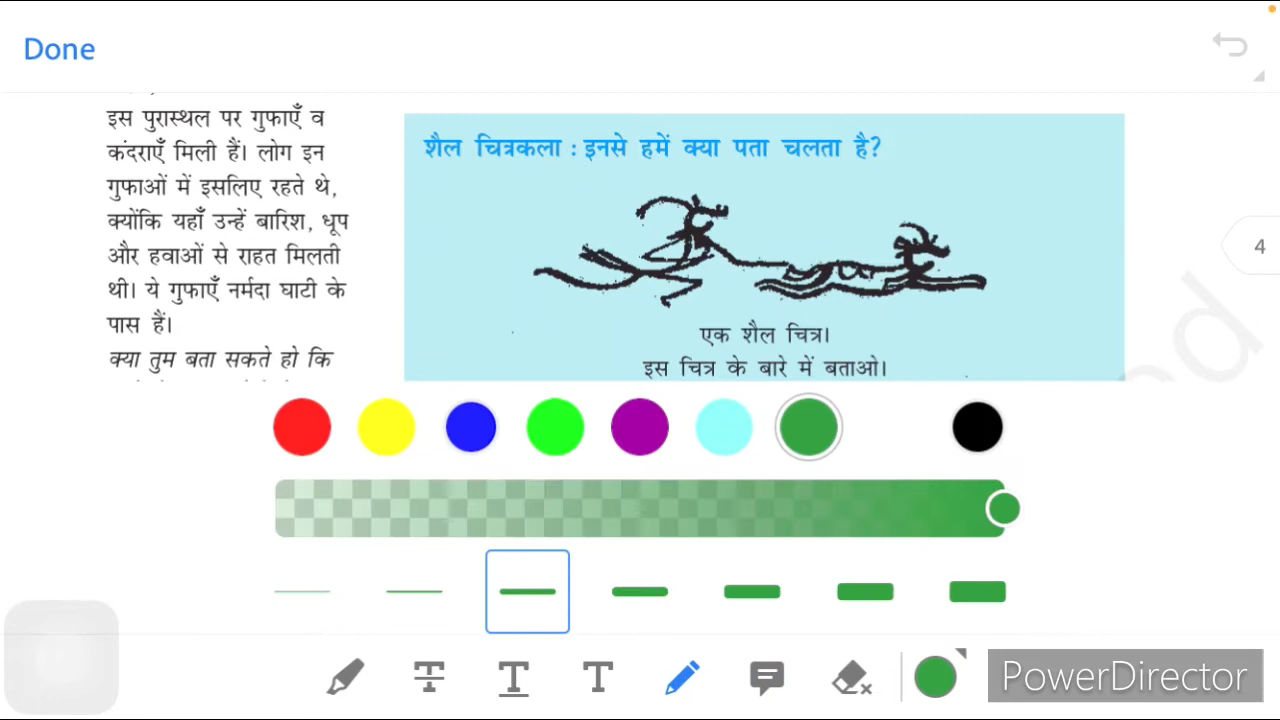 Done
इस पुरास्थल पर गुफाएँ व
कंदराएँ मिली हैं। लोग इन
गुफाओं में इसलिए रहते थे,
क्योंकि यहाँ उन्हें बारिश, धूप
और हवाओं से राहत मिलती
थी। ये गुफाएँ नर्मदा घाटी के
पास हैं।
क्या तुम बता सकते हो कि
शैल चित्रकला : इनसे हमें क्या पता चलता है?
एक शैल चित्र।
इस चित्र के बारे में बताओ।
4
T T T
PowerDirector